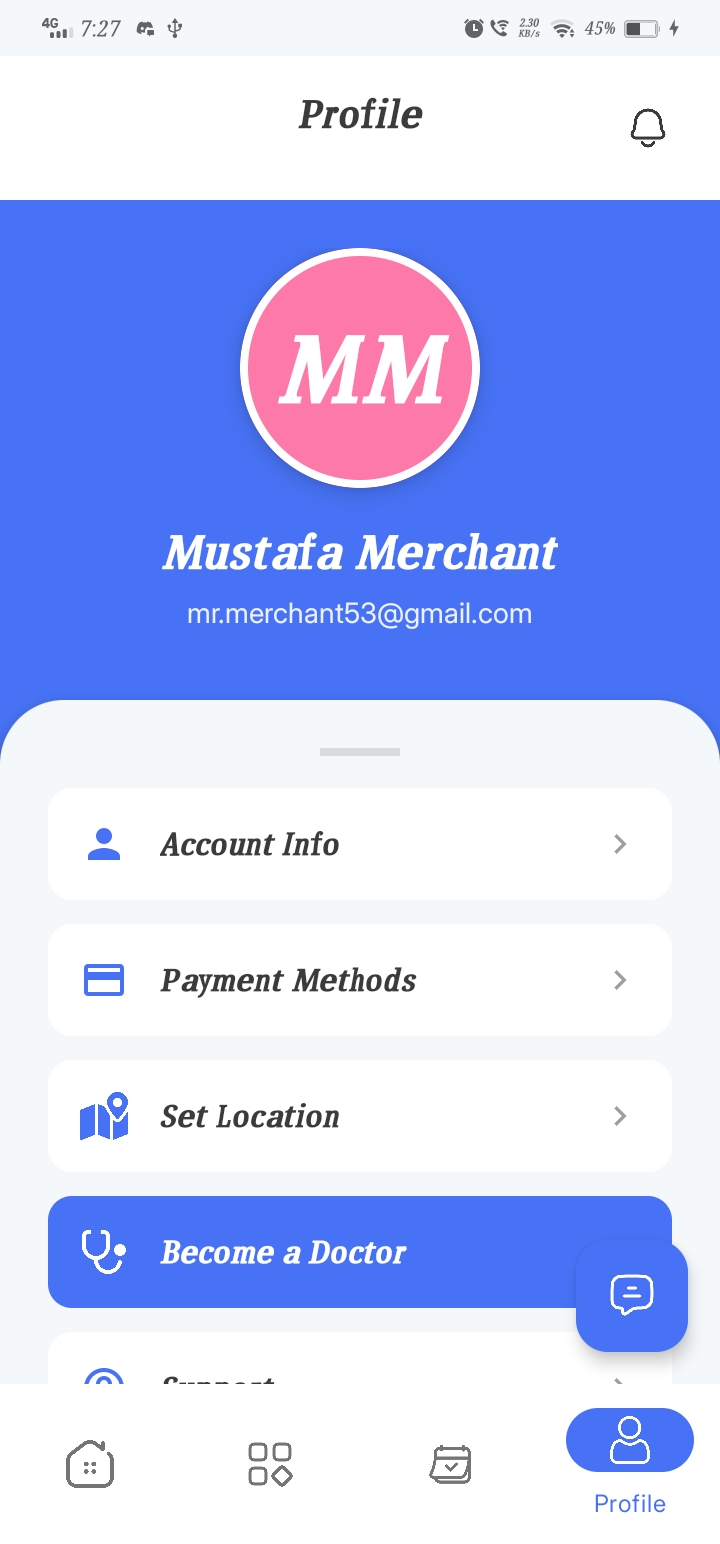 4G 7:27 2.30 KB/s 45%
Profile
MM
Mustafa Merchant
mr.merchant53@gmail.com
Account Info
Payment Methods
Set Location
Become a Doctor
Support
Profile